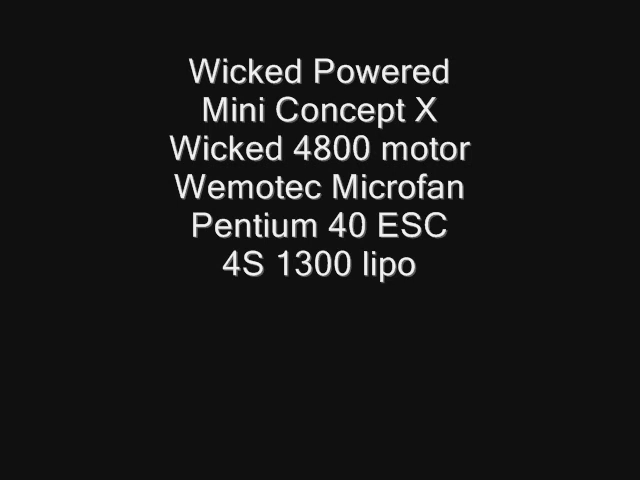 Wicked Powered
Mini Concept X
Wicked 4800 motor
Wemotec Microfan
Pentium 40 ESC
4S 1300 lipo